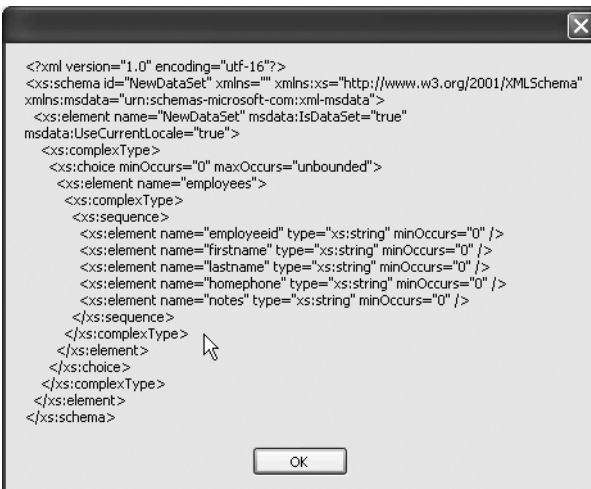 <?xml version="1.0" encoding="utf-16"?>
<xs:schema id="NewDataSet" xmlns="" xmlns:xs="http://www.w3.org/2001/XMLSchema"
xmlns:msdata="urn:schemas-microsoft-com:xml-msdata">
<xs:element name="NewDataSet" msdata:IsDataSet="true"
msdata:UseCurrentLocale="true">
<xs:complexType>
<xs:choice minOccurs="0" maxOccurs="unbounded">
<xs:element name="employees">
<xs:complexType>
<xs:sequence>
<xs:element name="employeeid" type="xs:string" minOccurs="0" />
<xs:element name="firstname" type="xs:string" minOccurs="0" />
<xs:element name="lastname" type="xs:string" minOccurs="0" />
<xs:element name="homephone" type="xs:string" minOccurs="0" />
<xs:element name="notes" type="xs:string" minOccurs="0" />
</xs:sequence>
</xs:complexType>
</xs:element>
</xs:choice>
</xs:complexType>
</xs:element>
</xs:schema>
OK